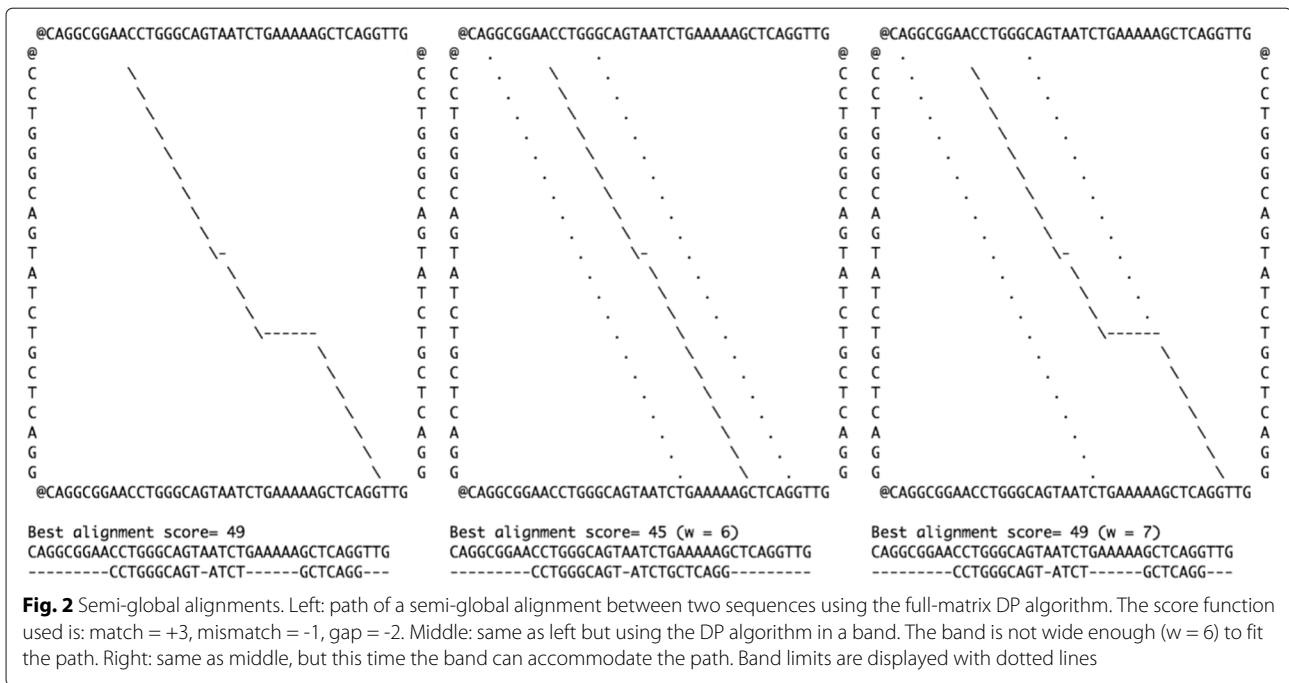 @CAGGCGGAACCTGGGCAGTAATCTGAAAAAGCTCAGGTTG @CAGGCGGAACCTGGGCAGTAATCTGAAAAAGCTCAGGTTG @CAGGCGGAACCTGGGCAGTAATCTGAAAAAGCTCAGGTTG
@ @ @ @ @ @
C C C C C C
C C C C C C
T T T T T T
G G G G G G
G G G G G G
G G G G G G
C C C C C C
A A A A A A
G G G G G G
T T T T T T
A A A A A A
T T T T T T
C C C C C C
T T T T T T
G G G G G G
C C C C C C
T T T T T T
C C C C C C
A A A A A A
G G G G G G
G G G G G G
@CAGGCGGAACCTGGGCAGTAATCTGAAAAAGCTCAGGTTG @CAGGCGGAACCTGGGCAGTAATCTGAAAAAGCTCAGGTTG @CAGGCGGAACCTGGGCAGTAATCTGAAAAAGCTCAGGTTG
Best alignment score= 49 Best alignment score= 45 (w = 6) Best alignment score= 49 (w = 7)
CAGGCGGAACCTGGGCAGTAATCTGAAAAAGCTCAGGTTG CAGGCGGAACCTGGGCAGTAATCTGAAAAAGCTCAGGTTG CAGGCGGAACCTGGGCAGTAATCTGAAAAAGCTCAGGTTG
---------CCTGGGCAGT-ATCT------GCTCAGG--- ---------CCTGGGCAGT-ATCTGCTCAGG--------- ---------CCTGGGCAGT-ATCT------GCTCAGG---
Fig. 2 Semi-global alignments. Left: path of a semi-global alignment between two sequences using the full-matrix DP algorithm. The score function
used is: match = +3, mismatch = -1, gap = -2. Middle: same as left but using the DP algorithm in a band. The band is not wide enough (w = 6) to fit
the path. Right: same as middle, but this time the band can accommodate the path. Band limits are displayed with dotted lines